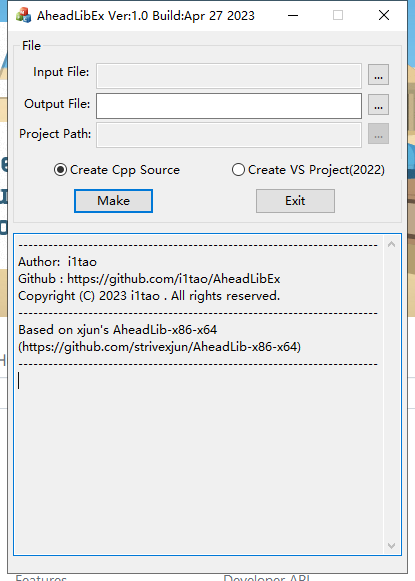 AheadLibEx Ver:1.0 Build:Apr 27 2023
File
Input File:
...
Output File:
...
Project Path:
...
Create Cpp Source
Create VS Project(2022)
Make
Exit
--------------------------------------------------------------------
Author: i1tao
Github : https://github.com/i1tao/AheadLibEx
Copyright (C) 2023 i1tao . All rights reserved.
--------------------------------------------------------------------
Based on xjun's AheadLib-x86-x64
(https://github.com/strivexjun/AheadLib-x86-x64)
--------------------------------------------------------------------
Features
Developer API